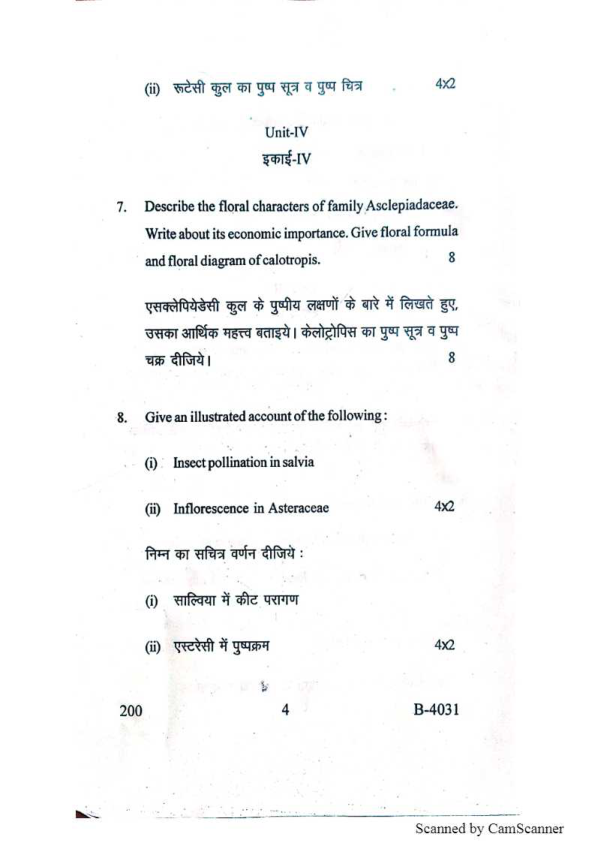 (ii) रूटेसी कुल का पुष्प सूत्र व पुष्प चित्र 4x2
Unit-IV
इकाई-IV
7. Describe the floral characters of family Asclepiadaceae.
Write about its economic importance. Give floral formula
and floral diagram of calotropis. 8
एसक्लेपियेडेसी कुल के पुष्पीय लक्षणों के बारे में लिखते हुए,
उसका आर्थिक महत्त्व बताइये। केलोट्रोपिस का पुष्प सूत्र व पुष्प
चक्र दीजिये। 8
8. Give an illustrated account of the following :
(i) Insect pollination in salvia
(ii) Inflorescence in Asteraceae 4x2
निम्न का सचित्र वर्णन दीजिये :
(i) साल्विया में कीट परागण
(ii) एस्टरेसी में पुष्पक्रम 4x2
200 4 B-4031
Scanned by CamScanner